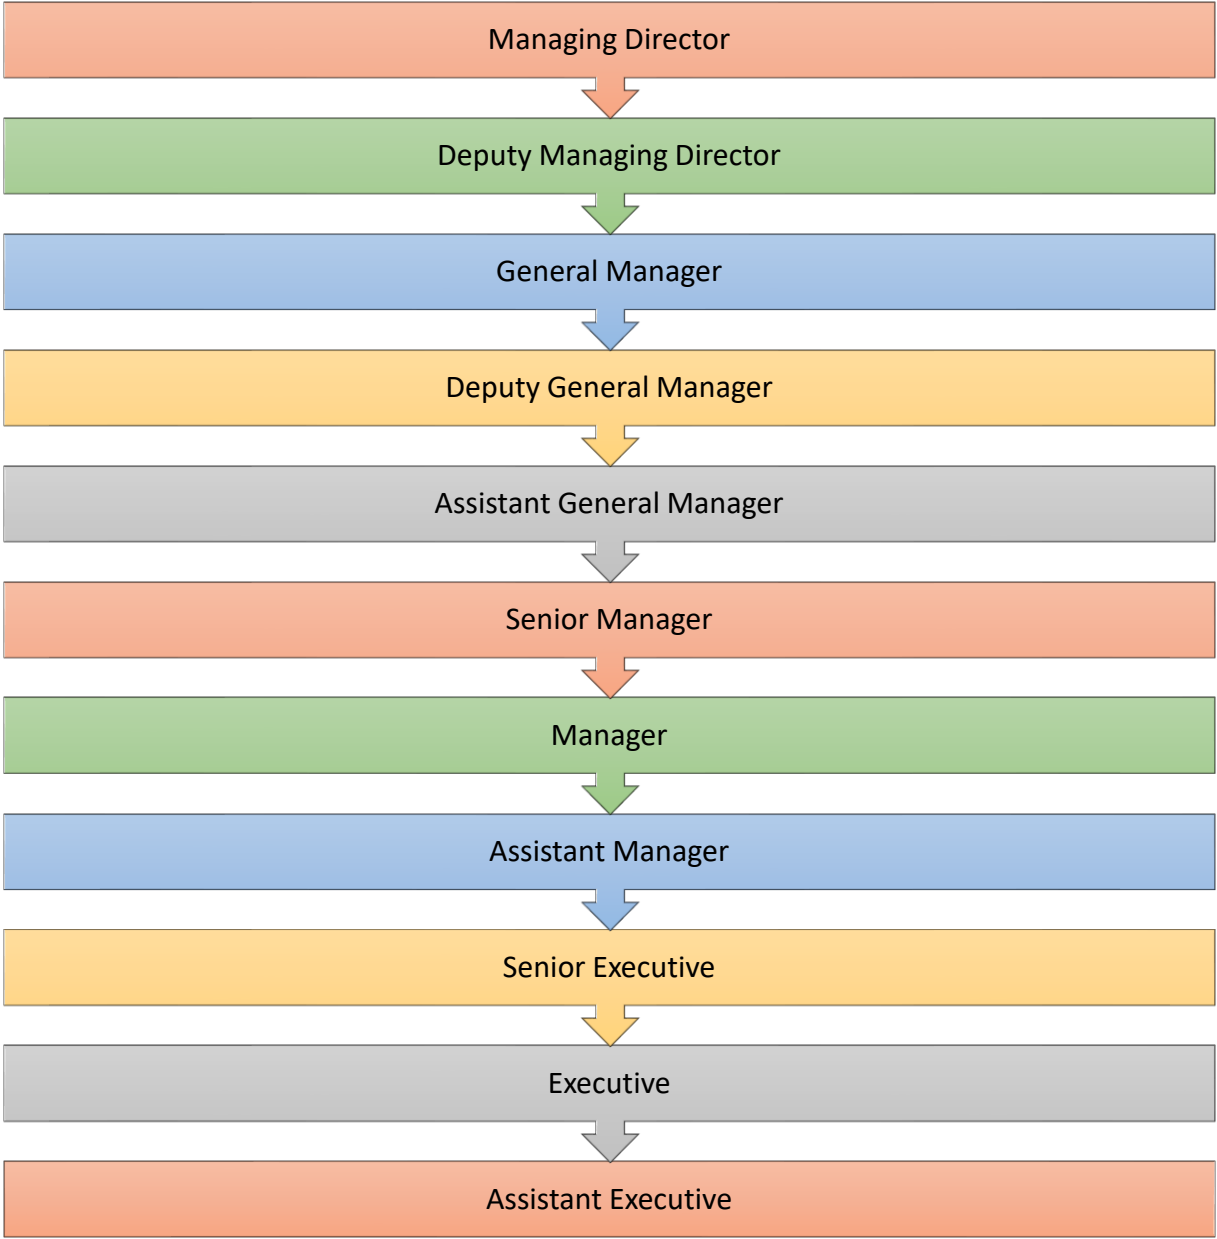 Managing Director
Deputy Managing Director
General Manager
Deputy General Manager
Assistant General Manager
Senior Manager
Manager
Assistant Manager
Senior Executive
Executive
Assistant Executive